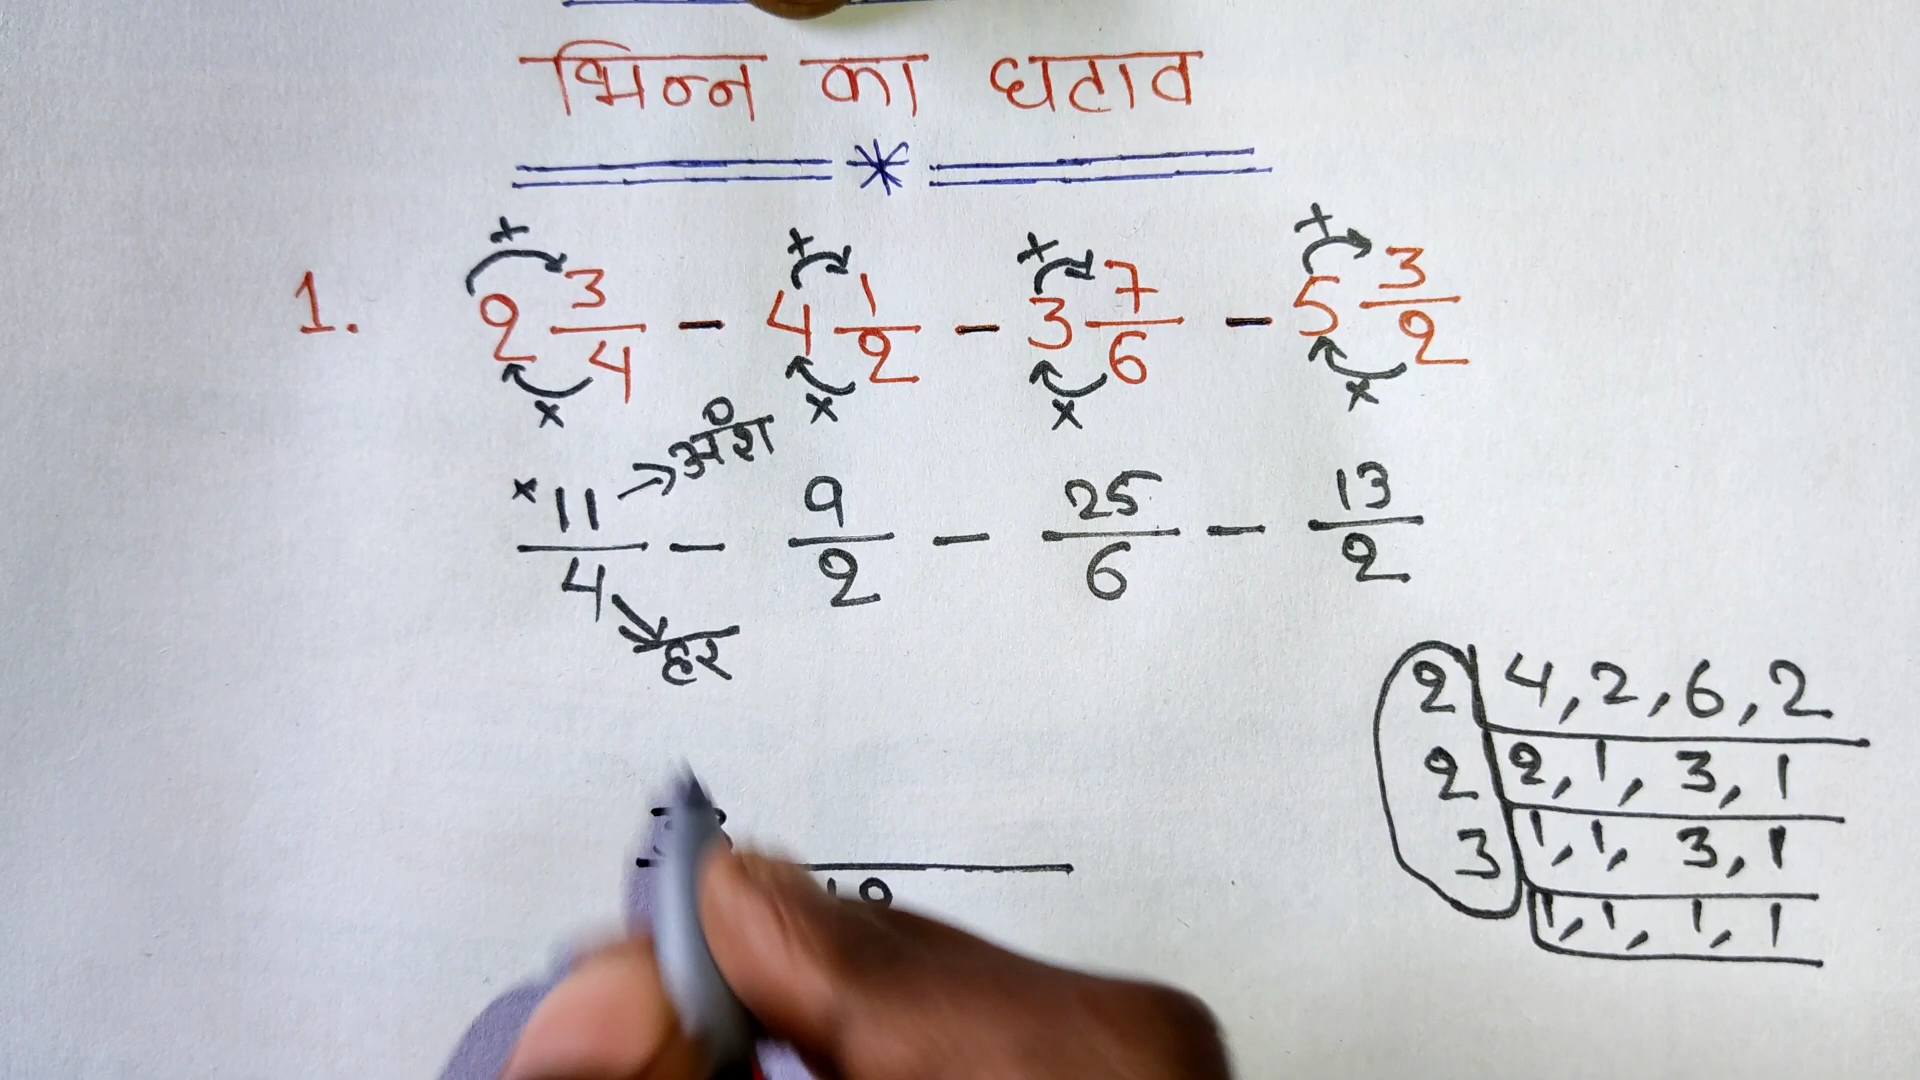 भिन्न का घटाव
1. 2 3/4 - 4 1/2 - 3 7/6 - 5 3/2
+ + + +
× × × ×
× 11/4 - 9/2 - 25/6 - 13/2
अंश
हर
2 | 4, 2, 6, 2
2 | 2, 1, 3, 1
3 | 1, 1, 3, 1
1, 1, 1, 1